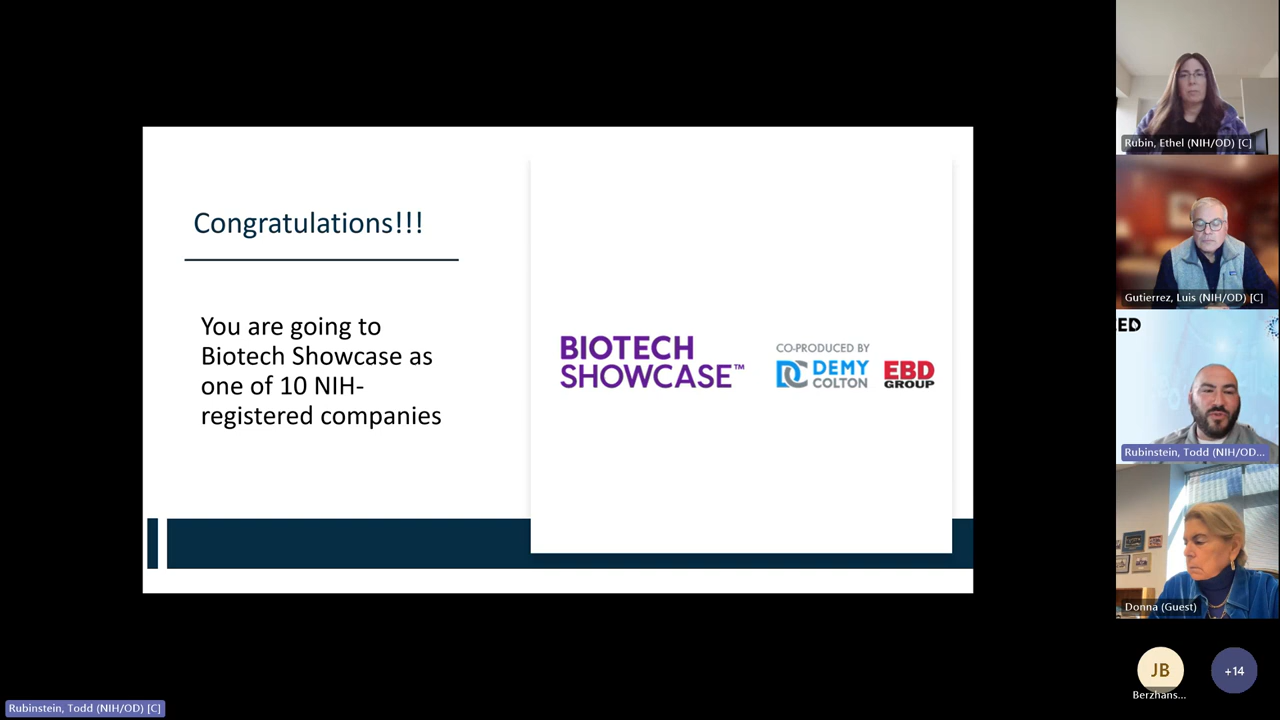 Congratulations!!!
You are going to
Biotech Showcase as
one of 10 NIH-
registered companies
BIOTECH
SHOWCASE™
CO-PRODUCED BY
DC DEMY
COLTON
EBD
GROUP
Rubin, Ethel (NIH/OD) [C]
Gutierrez, Luis (NIH/OD) [C]
EED
Rubinstein, Todd (NIH/OD...
Donna (Guest)
JB
Berzhans...
+14
Rubinstein, Todd (NIH/OD) [C]